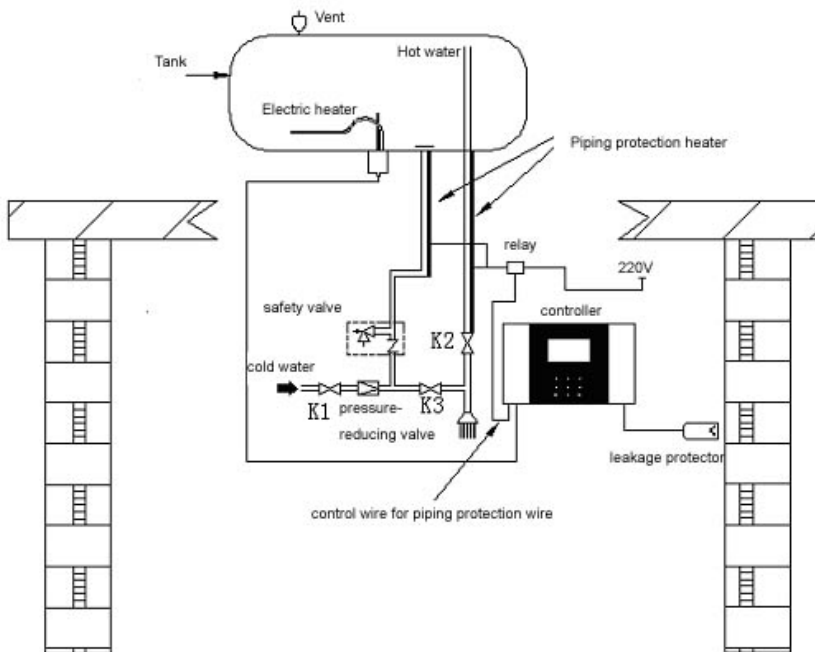 Vent
Hot water
Tank
Electric heater
Piping protection heater
relay
220V
safety valve
controller
K2
cold water
K1
K3
pressure-
reducing valve
leakage protector
control wire for piping protection wire